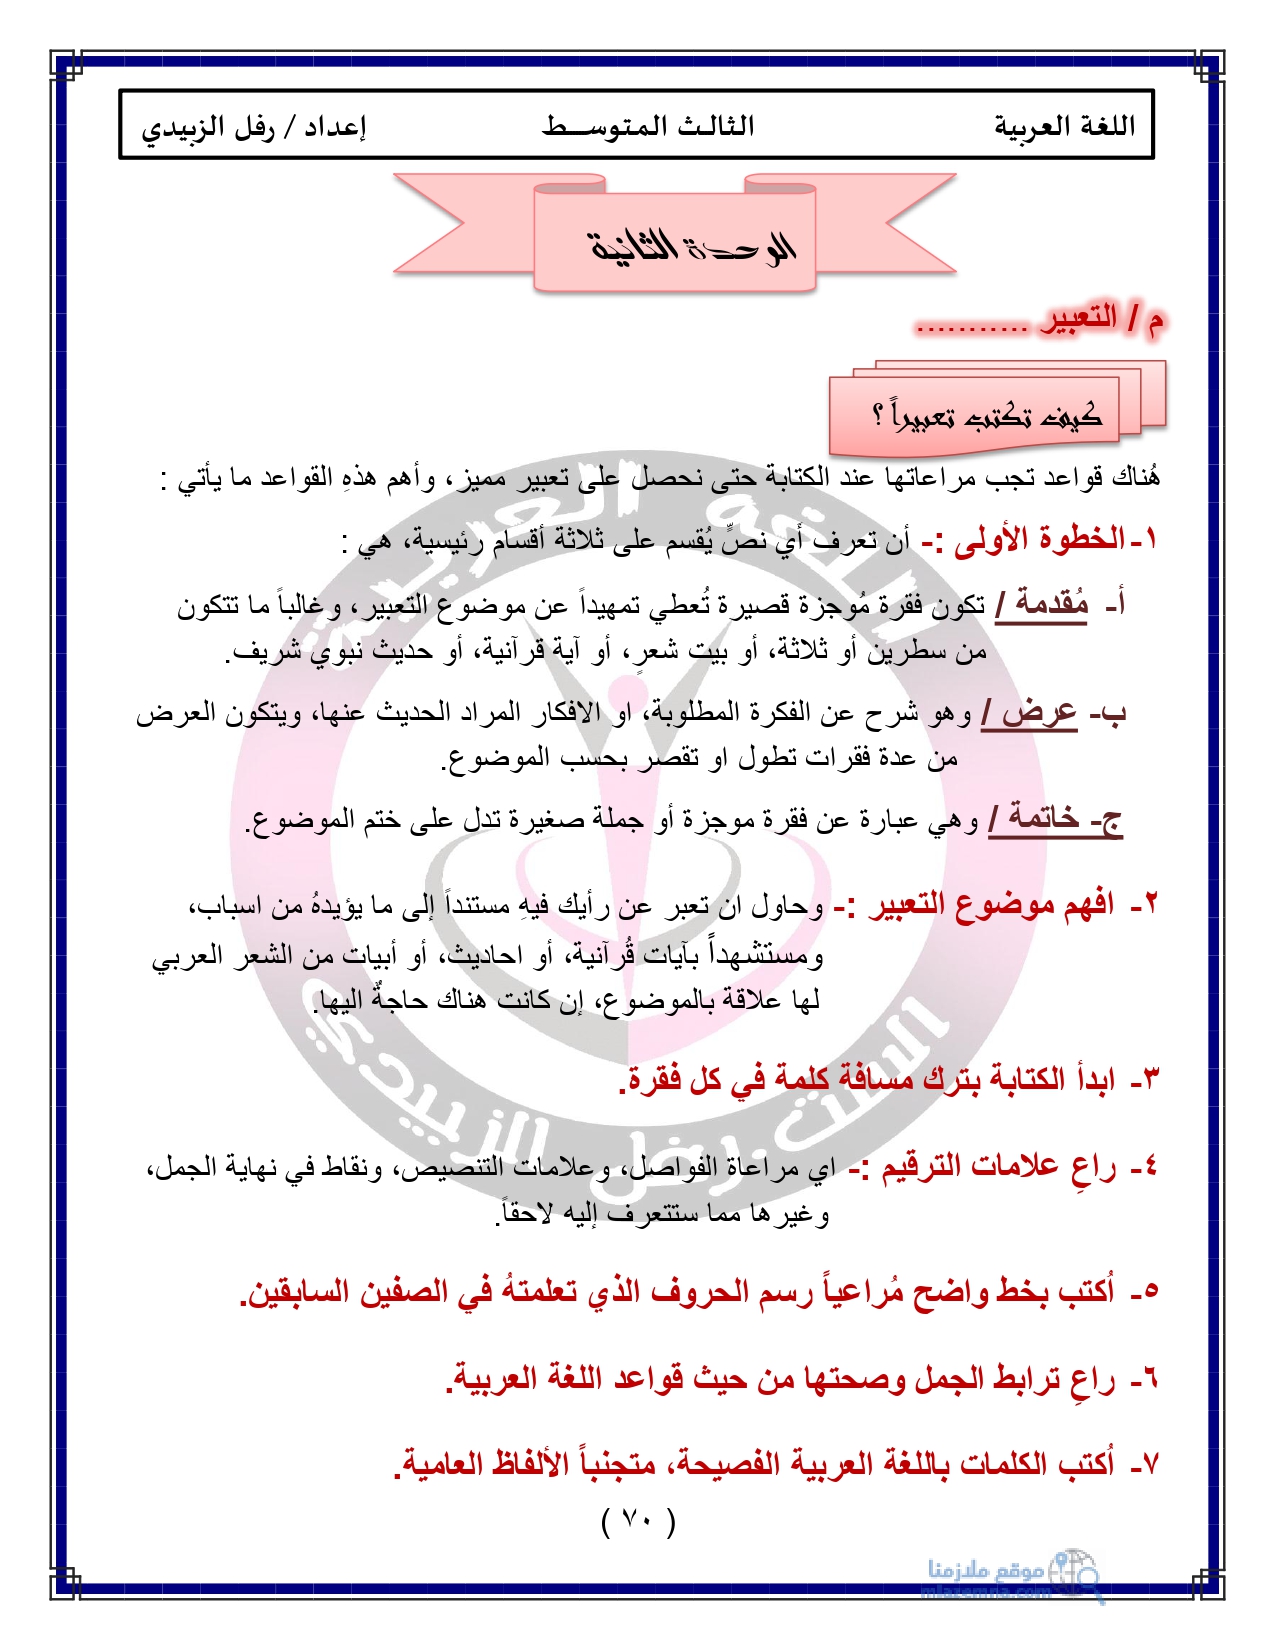 اللغة العربية الثالث المتوســط إعداد / رفل الزبيدي
الوحدة الثانية
م / التعبير ...........
كيف تكتب تعبيراً ؟
هُناك قواعد تجب مراعاتها عند الكتابة حتى نحصل على تعبير مميز، وأهم هذهِ القواعد ما يأتي :
١- الخطوة الأولى :- أن تعرف أي نصٍّ يُقسم على ثلاثة أقسام رئيسية، هي :
أ- مُقدمة / تكون فقرة مُوجزة قصيرة تُعطي تمهيداً عن موضوع التعبير، وغالباً ما تتكون
من سطرين أو ثلاثة، أو بيت شعرٍ، أو آية قرآنية، أو حديث نبوي شريف.
ب- عرض / وهو شرح عن الفكرة المطلوبة، او الافكار المراد الحديث عنها، ويتكون العرض
من عدة فقرات تطول او تقصر بحسب الموضوع.
ج- خاتمة / وهي عبارة عن فقرة موجزة أو جملة صغيرة تدل على ختم الموضوع.
٢- افهم موضوع التعبير :- وحاول ان تعبر عن رأيك فيهِ مستنداً إلى ما يؤيدهُ من اسباب،
ومستشهداً بآيات قُرآنية، أو احاديث، أو أبيات من الشعر العربي
لها علاقة بالموضوع، إن كانت هناك حاجةٌ اليها.
٣- ابدأ الكتابة بترك مسافة كلمة في كل فقرة.
٤- راعِ علامات الترقيم :- اي مراعاة الفواصل، وعلامات التنصيص، ونقاط في نهاية الجمل،
وغيرها مما ستتعرف إليه لاحقاً.
٥- اُكتب بخط واضح مُراعياً رسم الحروف الذي تعلمتهُ في الصفين السابقين.
٦- راعِ ترابط الجمل وصحتها من حيث قواعد اللغة العربية.
٧- اُكتب الكلمات باللغة العربية الفصيحة، متجنباً الألفاظ العامية.
( ٧٠ )
اللغة العربية
الست رفل الزبيدي
موقع ملازمنا
mlazemna.com